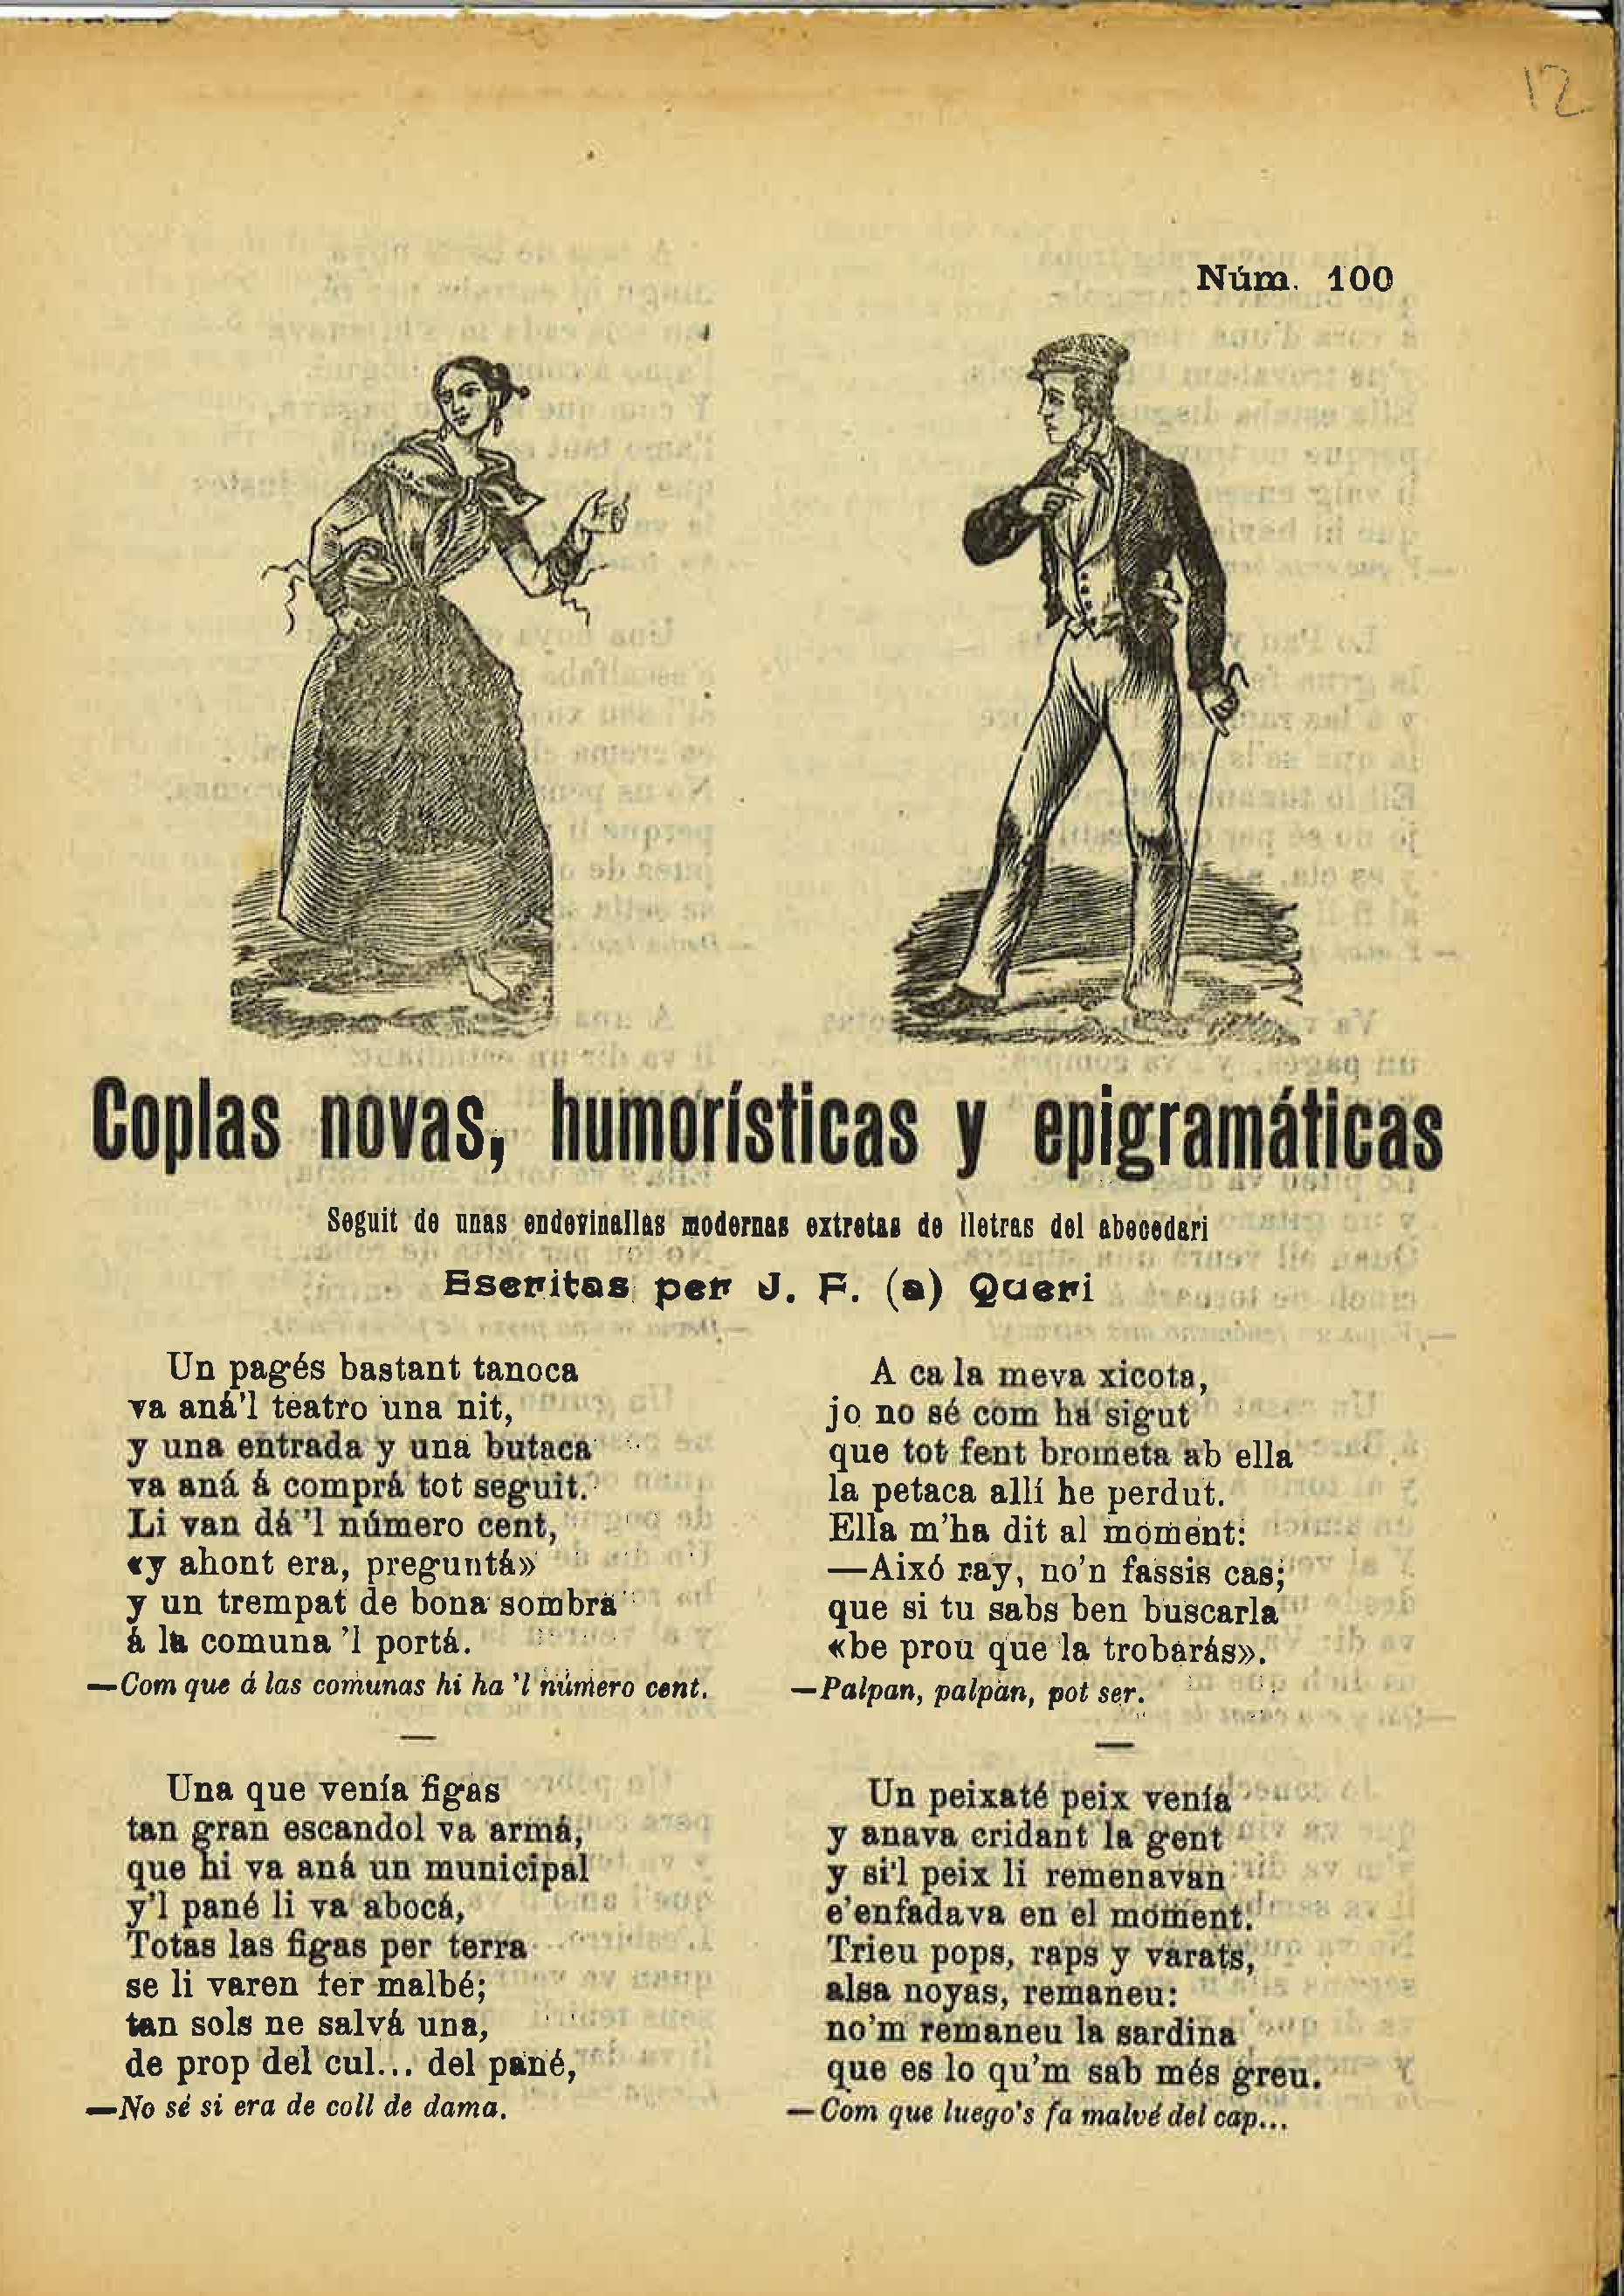 12
Núm. 100
Coplas novas, humorísticas y epigramáticas
Seguit de unas endevinallas modernas extretas de lletras del abecedari
Escritas per J. F. (a) Queri
Un pagés bastant tanoca
va aná'l teatro una nit,
y una entrada y una butaca
va aná á comprá tot seguit.
Li van dá 'l número cent,
«y ahont era, preguntá»
y un trempat de bona sombra
á la comuna 'l portá.
—Com que á las comunas hi ha 'l número cent.
Una que venía figas
tan gran escandol va armá,
que hi va aná un municipal
y'l pané li va abocá,
Totas las figas per terra
se li varen fer malbé;
tan sols ne salvá una,
de prop del cul... del pané,
—No sé si era de coll de dama.
A ca la meva xicota,
jo no sé com ha sigut
que tot fent brometa ab ella
la petaca allí he perdut.
Ella m'ha dit al moment:
—Aixó ray, no'n fassis cas;
que si tu sabs ben buscarla
«be prou que la trobarás».
—Palpan, palpan, pot ser.
Un peixaté peix venía
y anava cridant la gent
y si'l peix li remenavan
e'enfadava en el moment.
Trieu pops, raps y varats,
alsa noyas, remaneu:
no'm remaneu la sardina
que es lo qu'm sab més greu.
—Com que luego's fa malvé del cap...